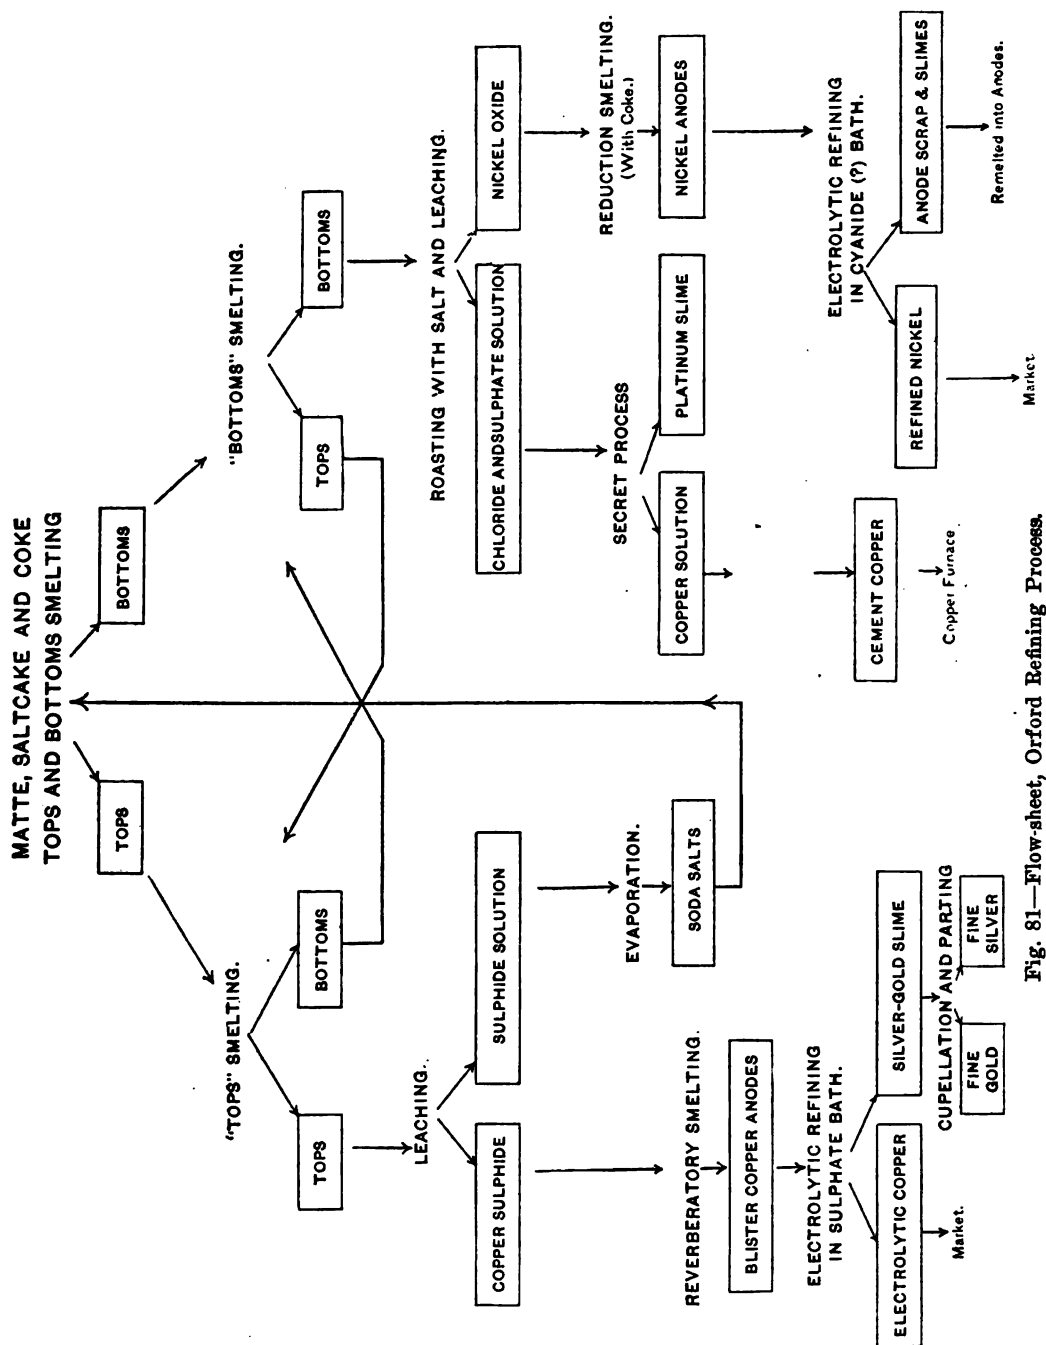 MATTE, SALTCAKE AND COKE
TOPS AND BOTTOMS SMELTING
TOPS
BOTTOMS
"TOPS" SMELTING.
"BOTTOMS" SMELTING.
TOPS
BOTTOMS
TOPS
BOTTOMS
LEACHING.
ROASTING WITH SALT AND LEACHING.
COPPER SULPHIDE
SULPHIDE SOLUTION
CHLORIDE ANDSULPHATE SOLUTION
NICKEL OXIDE
EVAPORATION.
SECRET PROCESS
REDUCTION SMELTING.
(With Coke.)
REVERBERATORY SMELTING.
SODA SALTS
COPPER SOLUTION
PLATINUM SLIME
NICKEL ANODES
BLISTER COPPER ANODES
ELECTROLYTIC REFINING
IN SULPHATE BATH.
ELECTROLYTIC REFINING
IN CYANIDE (?) BATH.
ELECTROLYTIC COPPER
SILVER-GOLD SLIME
CEMENT COPPER
REFINED NICKEL
ANODE SCRAP & SLIMES
Market.
CUPELLATION AND PARTING
FINE
GOLD
FINE
SILVER
Copper Furnace
Market.
Remelted into Anodes.
Fig. 81—Flow-sheet, Orford Refining Process.